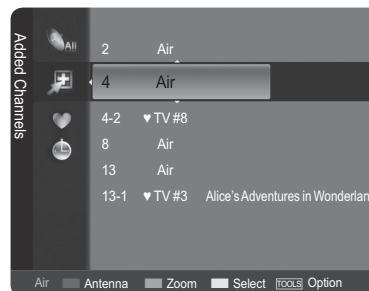 Added Channels
All
2 Air
4 Air
4-2 ♥ TV #8
8 Air
13 Air
13-1 ♥ TV #3 Alice's Adventures in Wonderlan
Air Antenna Zoom Select TOOLS Option